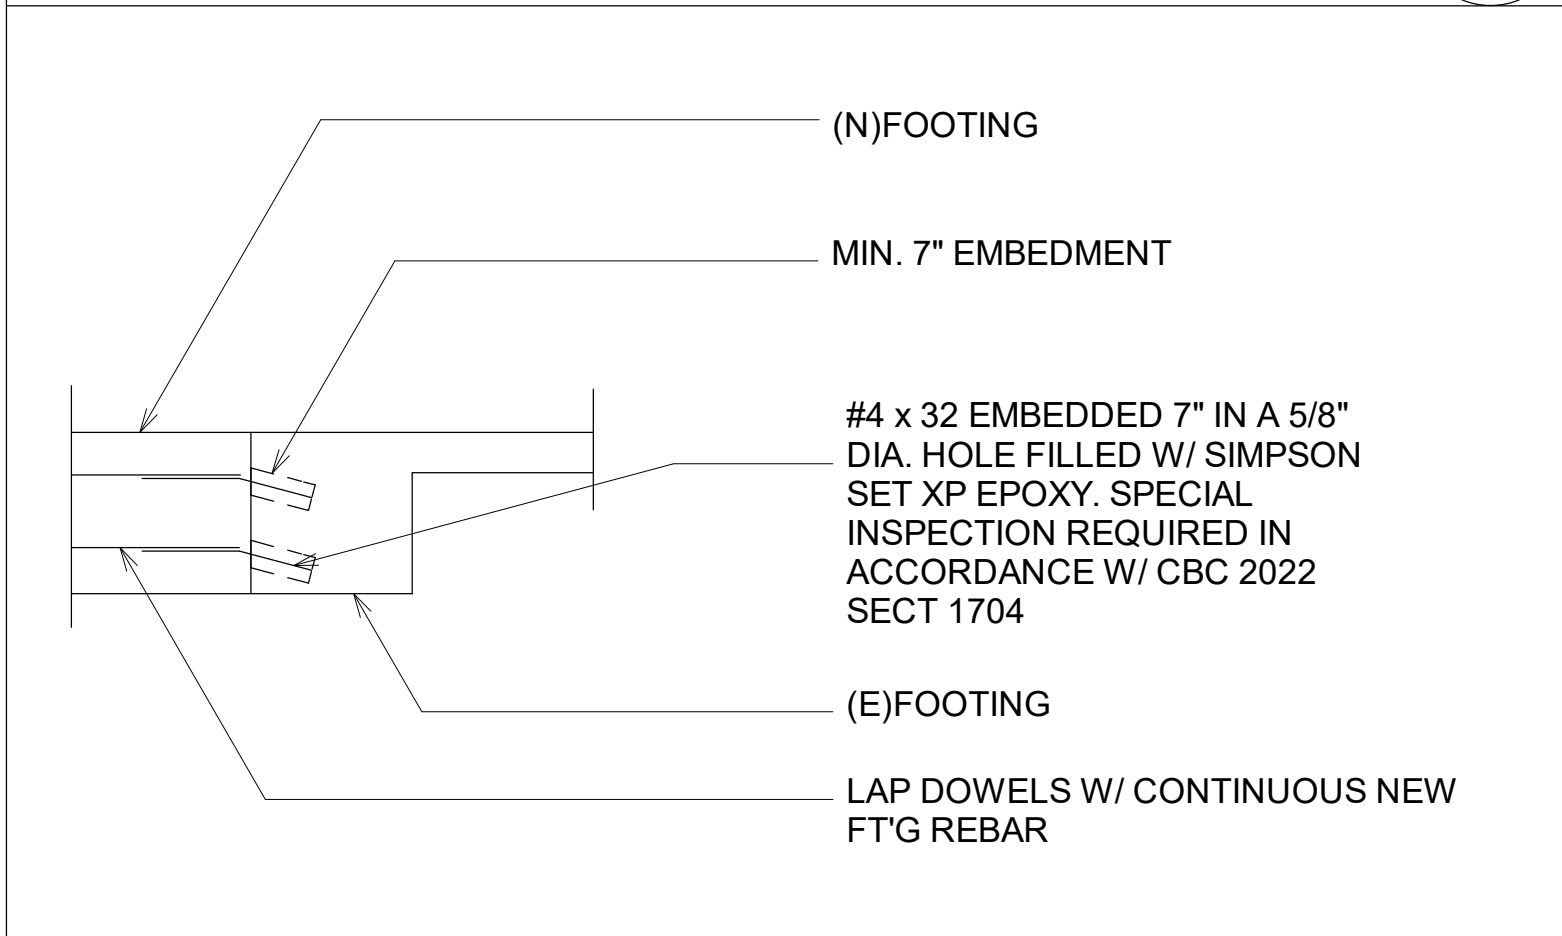 (N)FOOTING
MIN. 7" EMBEDMENT
#4 x 32 EMBEDDED 7" IN A 5/8"
DIA. HOLE FILLED W/ SIMPSON
SET XP EPOXY. SPECIAL
INSPECTION REQUIRED IN
ACCORDANCE W/ CBC 2022
SECT 1704
(E)FOOTING
LAP DOWELS W/ CONTINUOUS NEW
FT'G REBAR